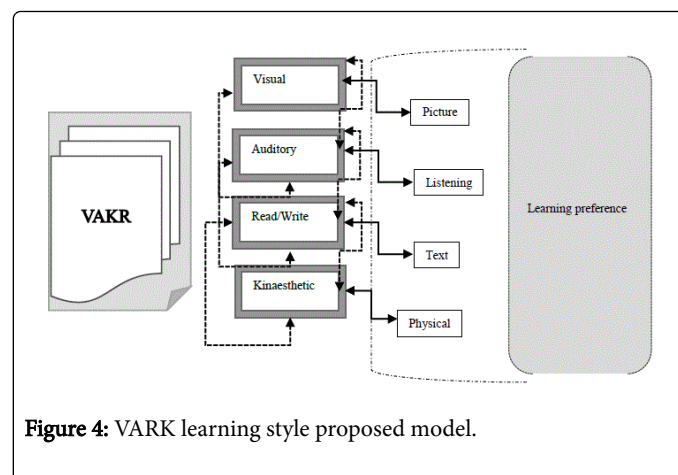 Visual
Picture
Auditory
Listening
VAKR
Read/Write
Learning preference
Text
Kinaesthetic
Physical
Figure 4: VARK learning style proposed model.